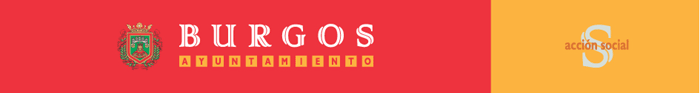 BURGOS
AYUNTAMIENTO
S
acción social